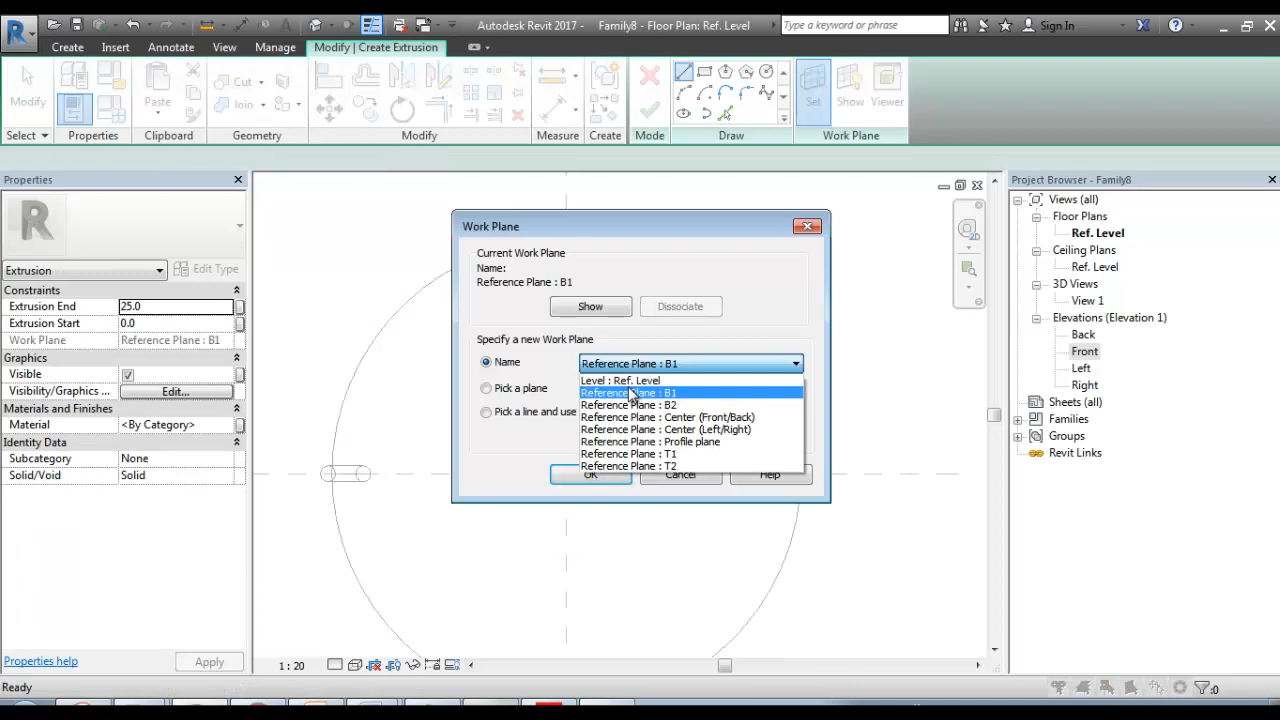 Autodesk Revit 2017 - Family8 - Floor Plan: Ref. Level
Type a keyword or phrase
Sign In
Create Insert Annotate View Manage Modify | Create Extrusion
Modify
Paste
Cut
Join
Set
Show
Viewer
Select Properties Clipboard Geometry Modify Measure Create Mode Draw Work Plane
Properties
Extrusion
Edit Type
Constraints
Extrusion End 25.0
Extrusion Start 0.0
Work Plane Reference Plane : B1
Graphics
Visible
Visibility/Graphics ... Edit...
Materials and Finishes
Material <By Category>
Identity Data
Subcategory None
Solid/Void Solid
Properties help
Apply
Work Plane
Current Work Plane
Name:
Reference Plane : B1
Show
Dissociate
Specify a new Work Plane
Name
Reference Plane : B1
Level : Ref. Level
Reference Plane : B1
Reference Plane : B2
Reference Plane : Center (Front/Back)
Reference Plane : Center (Left/Right)
Reference Plane : Profile plane
Reference Plane : T1
Reference Plane : T2
Pick a plane
Pick a line and use
OK
Cancel
Help
2D
Project Browser - Family8
Views (all)
Floor Plans
Ref. Level
Ceiling Plans
Ref. Level
3D Views
View 1
Elevations (Elevation 1)
Back
Front
Left
Right
Sheets (all)
Families
Groups
Revit Links
1 : 20
Ready
:0